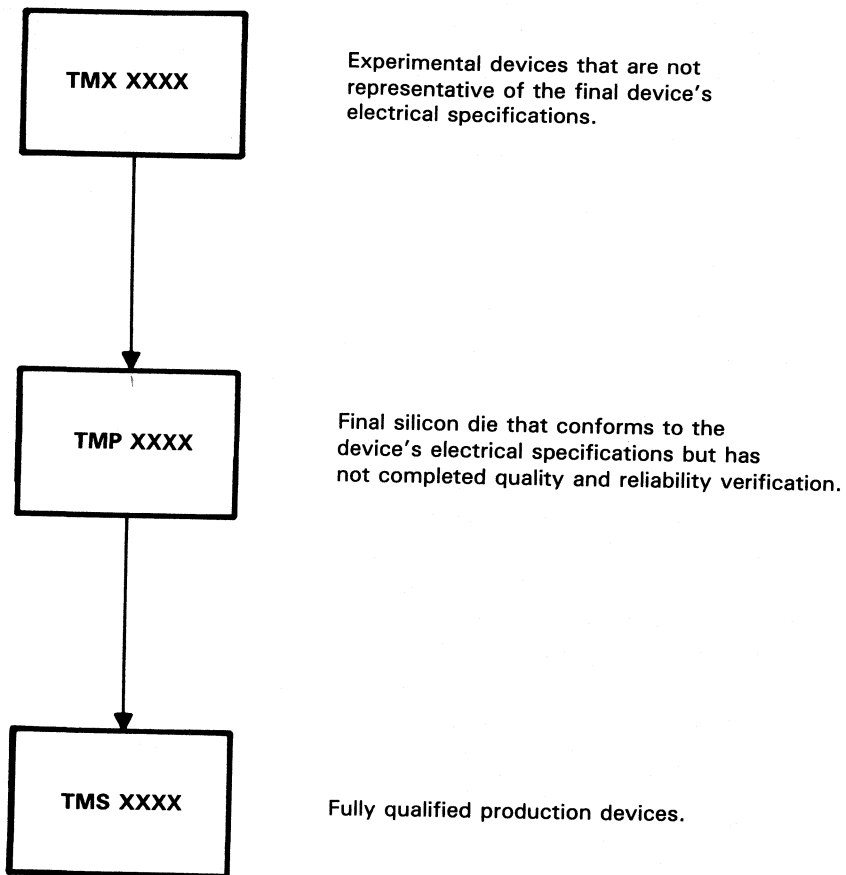 TMX XXXX
Experimental devices that are not
representative of the final device's
electrical specifications.
TMP XXXX
Final silicon die that conforms to the
device's electrical specifications but has
not completed quality and reliability verification.
TMS XXXX
Fully qualified production devices.